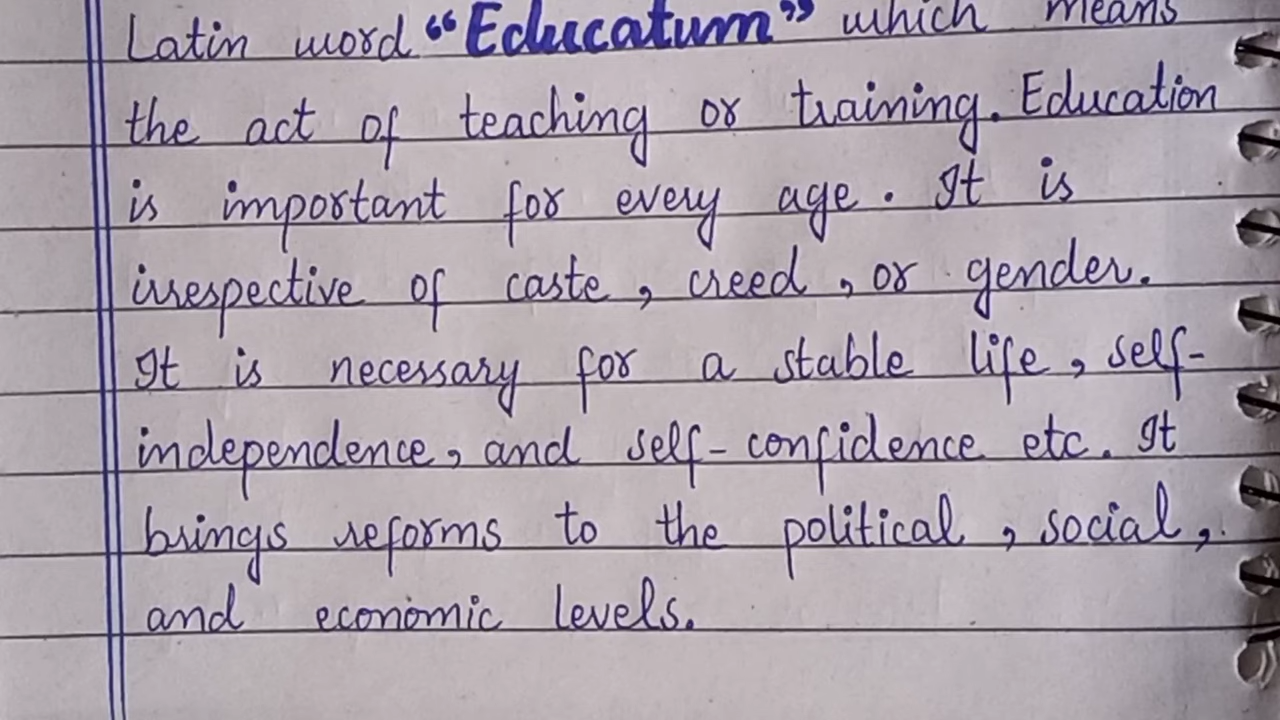 Latin word "Educatum" which means
the act of teaching or training. Education
is important for every age. It is
irrespective of caste, creed, or gender.
It is necessary for a stable life, self-
independence, and self-confidence etc. It
brings reforms to the political, social,
and economic levels.